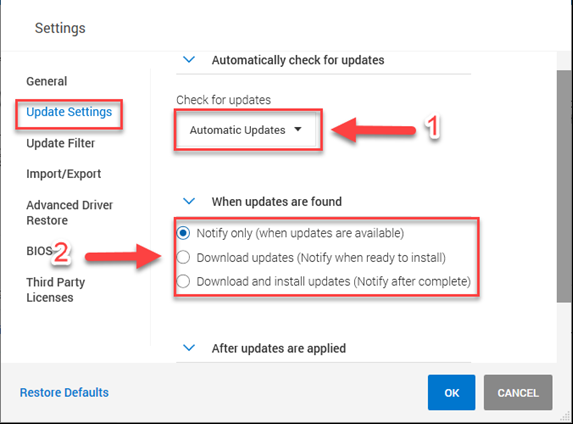 Settings
General
Update Settings
Update Filter
Import/Export
Advanced Driver
Restore
BIOS
Third Party
Licenses
Automatically check for updates
Check for updates
Automatic Updates
1
When updates are found
2
Notify only (when updates are available)
Download updates (Notify when ready to install)
Download and install updates (Notify after complete)
After updates are applied
Restore Defaults
OK
CANCEL